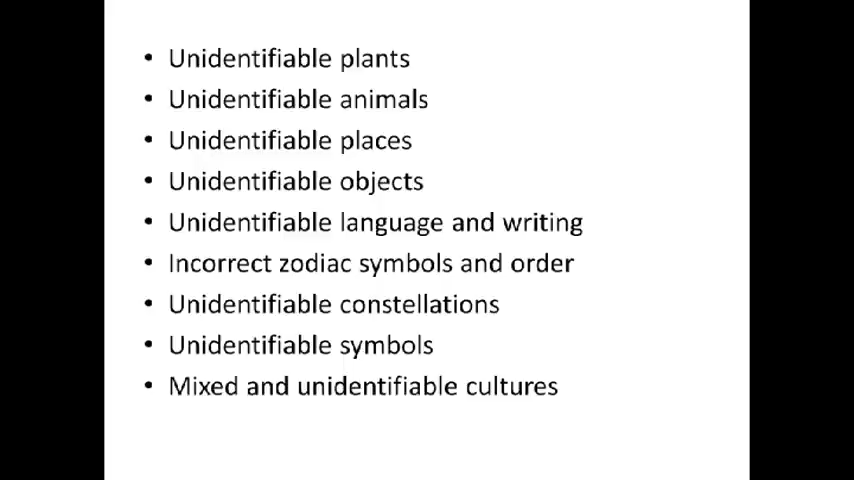 • Unidentifiable plants
• Unidentifiable animals
• Unidentifiable places
• Unidentifiable objects
• Unidentifiable language and writing
• Incorrect zodiac symbols and order
• Unidentifiable constellations
• Unidentifiable symbols
• Mixed and unidentifiable cultures